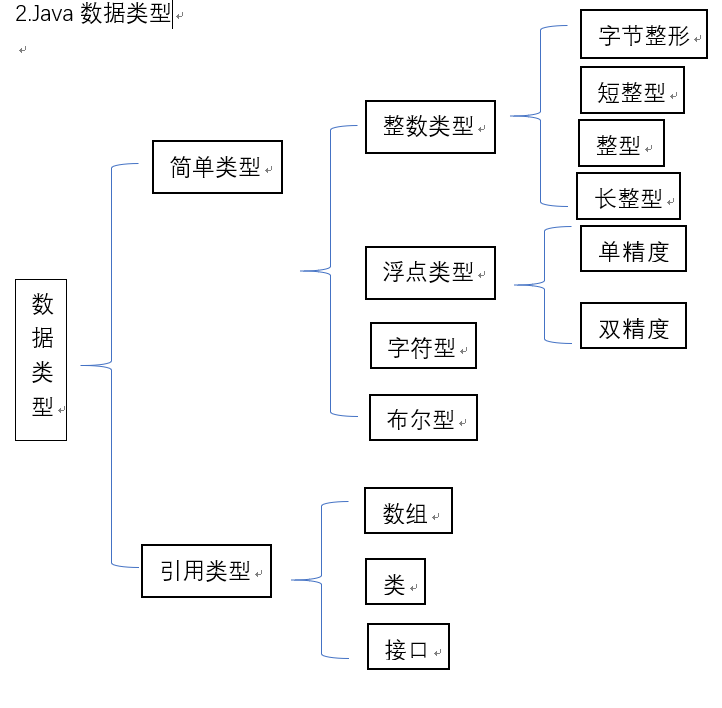 2.Java 数据类型
数据类型
简单类型
整数类型
字节整形
短整型
整型
长整型
浮点类型
单精度
双精度
字符型
布尔型
引用类型
数组
类
接口